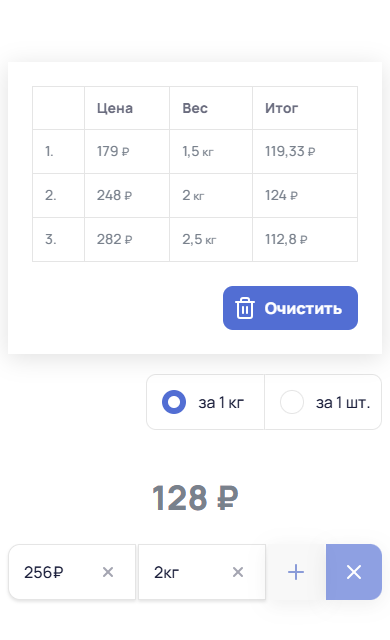 Цена Вес Итог
1. 179 ₽ 1,5 кг 119,33 ₽
2. 248 ₽ 2 кг 124 ₽
3. 282 ₽ 2,5 кг 112,8 ₽
Очистить
за 1 кг за 1 шт.
128 ₽
256₽ 2кг